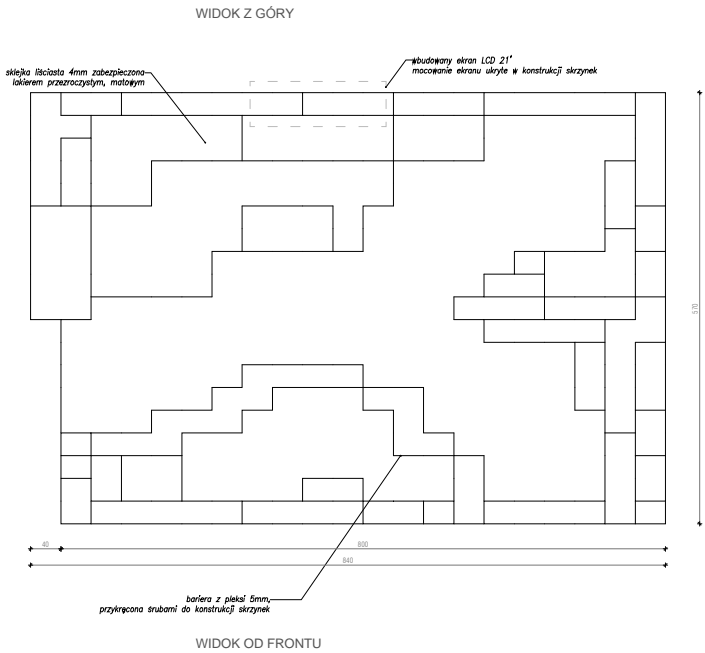 WIDOK Z GÓRY
sklejka liściasta 4mm zabezpieczona
lakierem przezroczystym, matowym
wbudowany ekran LCD 21"
mocowanie ekranu ukryte w konstrukcji skrzynek
570
40
800
840
bariera z pleksi 5mm,
przykręcona śrubami do konstrukcji skrzynek
WIDOK OD FRONTU